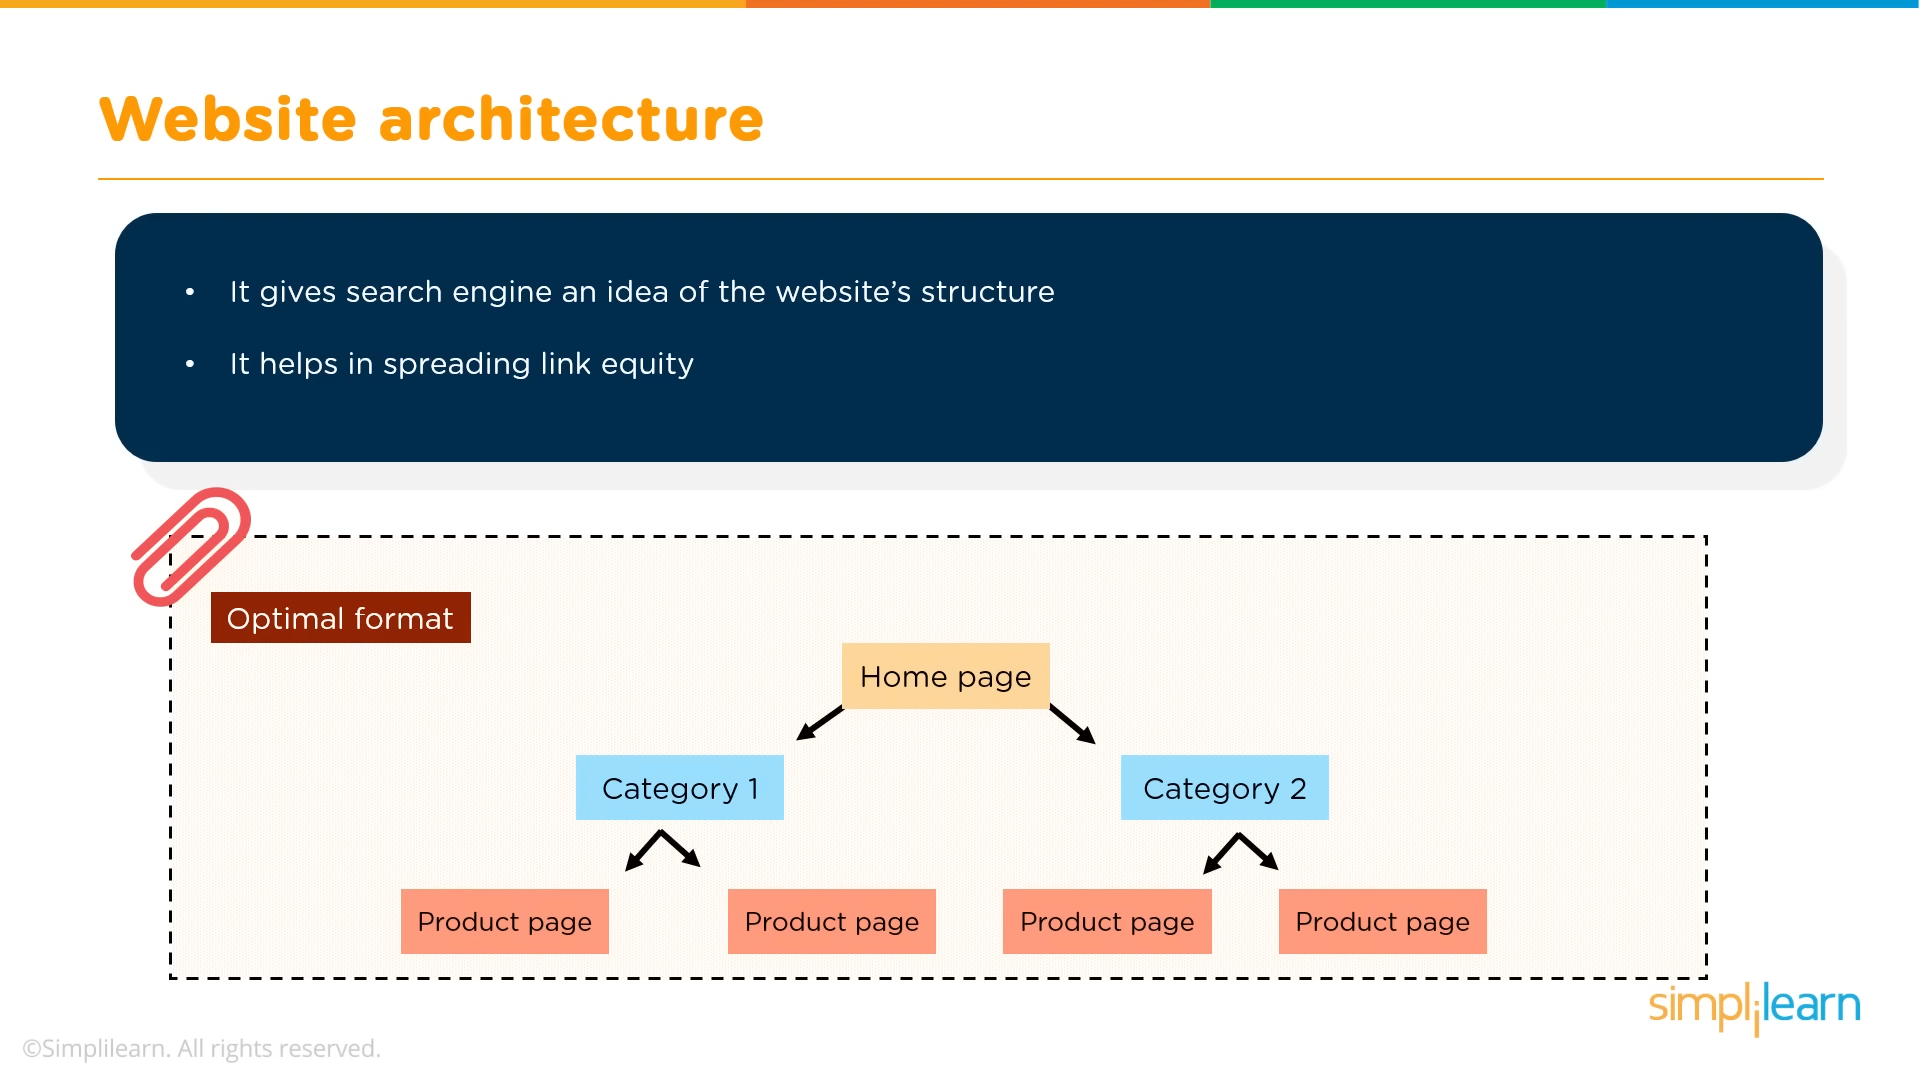 Website architecture
• It gives search engine an idea of the website’s structure
• It helps in spreading link equity
Optimal format
Home page
Category 1 Category 2
Product page Product page Product page Product page
simplilearn
©Simplilearn. All rights reserved.